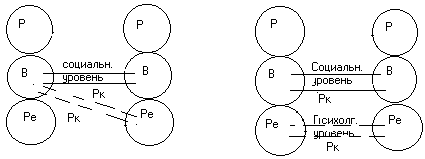 Р Р
социальн.
В уровень В
Рк
Ре Ре
Рк
Р Р
Социальн.
В уровень В
Рк
Психолг.
Ре уровень Ре
Рк